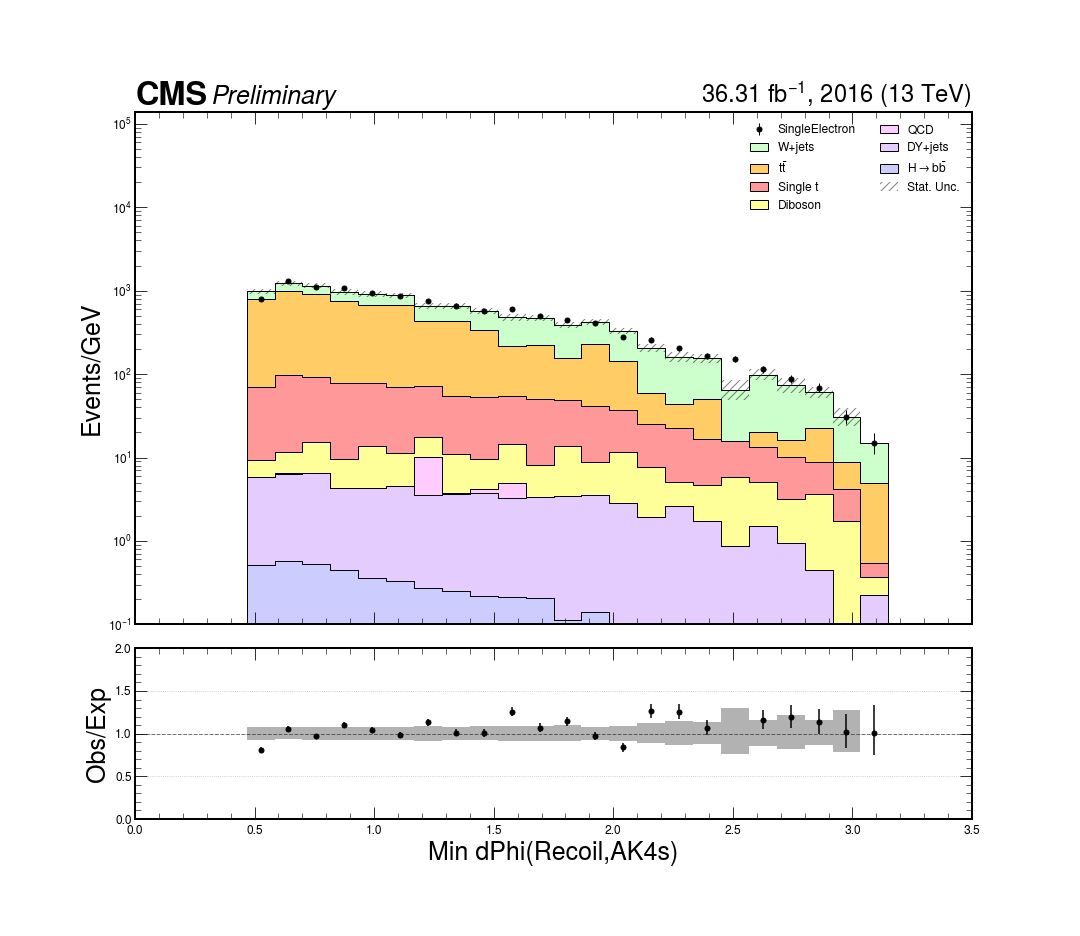 CMS Preliminary
36.31 fb⁻¹, 2016 (13 TeV)
SingleElectron
W+jets
tt̄
Single t
Diboson
QCD
DY+jets
H→bb̄
Stat. Unc.
Events/GeV
10⁵
10⁴
10³
10²
10¹
10⁰
10⁻¹
Obs/Exp
2.0
1.5
1.0
0.5
0.0
0.0 0.5 1.0 1.5 2.0 2.5 3.0 3.5
Min dPhi(Recoil,AK4s)